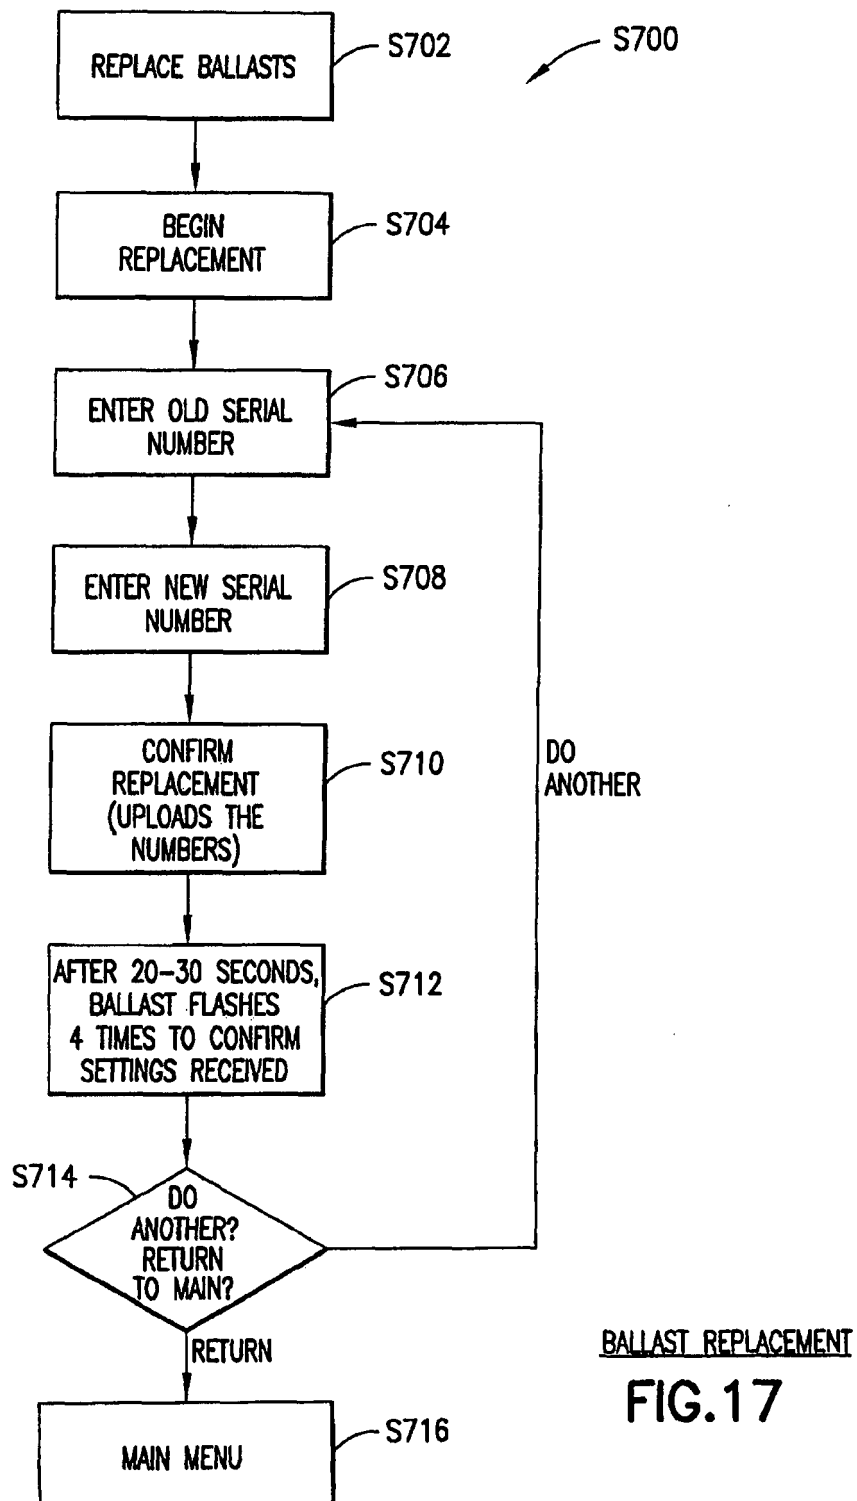 REPLACE BALLASTS
S702
S700
BEGIN
REPLACEMENT
S704
S706
ENTER OLD SERIAL
NUMBER
ENTER NEW SERIAL
NUMBER
S708
CONFIRM
REPLACEMENT
(UPLOADS THE
NUMBERS)
S710
DO
ANOTHER
AFTER 20-30 SECONDS,
BALLAST FLASHES
4 TIMES TO CONFIRM
SETTINGS RECEIVED
S712
S714
DO
ANOTHER?
RETURN
TO MAIN?
RETURN
MAIN MENU
S716
BALLAST REPLACEMENT
FIG.17